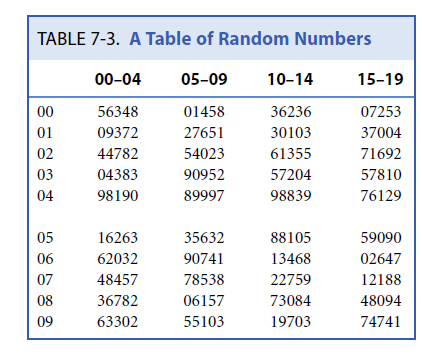 TABLE 7-3. A Table of Random Numbers
00–04 05–09 10–14 15–19
00 56348 01458 36236 07253
01 09372 27651 30103 37004
02 44782 54023 61355 71692
03 04383 90952 57204 57810
04 98190 89997 98839 76129
05 16263 35632 88105 59090
06 62032 90741 13468 02647
07 48457 78538 22759 12188
08 36782 06157 73084 48094
09 63302 55103 19703 74741